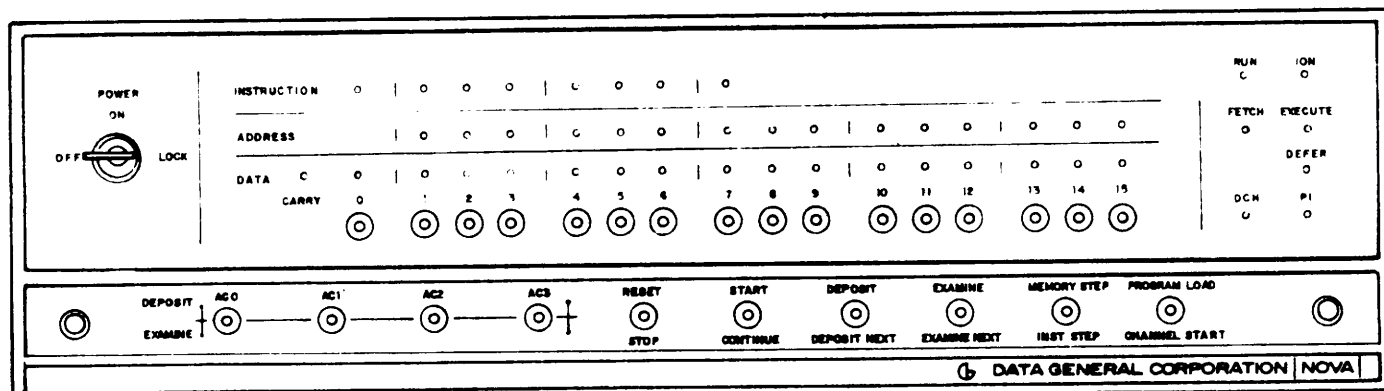 RUN ION
POWER
ON
OFF LOCK
INSTRUCTION
ADDRESS
DATA
CARRY
0 1 2 3 4 5 6 7 8 9 10 11 12 13 14 15
FETCH EXECUTE
DEFER
DCH PI
DEPOSIT AC0 AC1 AC2 AC3 RESET START DEPOSIT EXAMINE MEMORY STEP PROGRAM LOAD
EXAMINE STOP CONTINUE DEPOSIT NEXT EXAMINE NEXT INST STEP CHANNEL START
DATA GENERAL CORPORATION NOVA